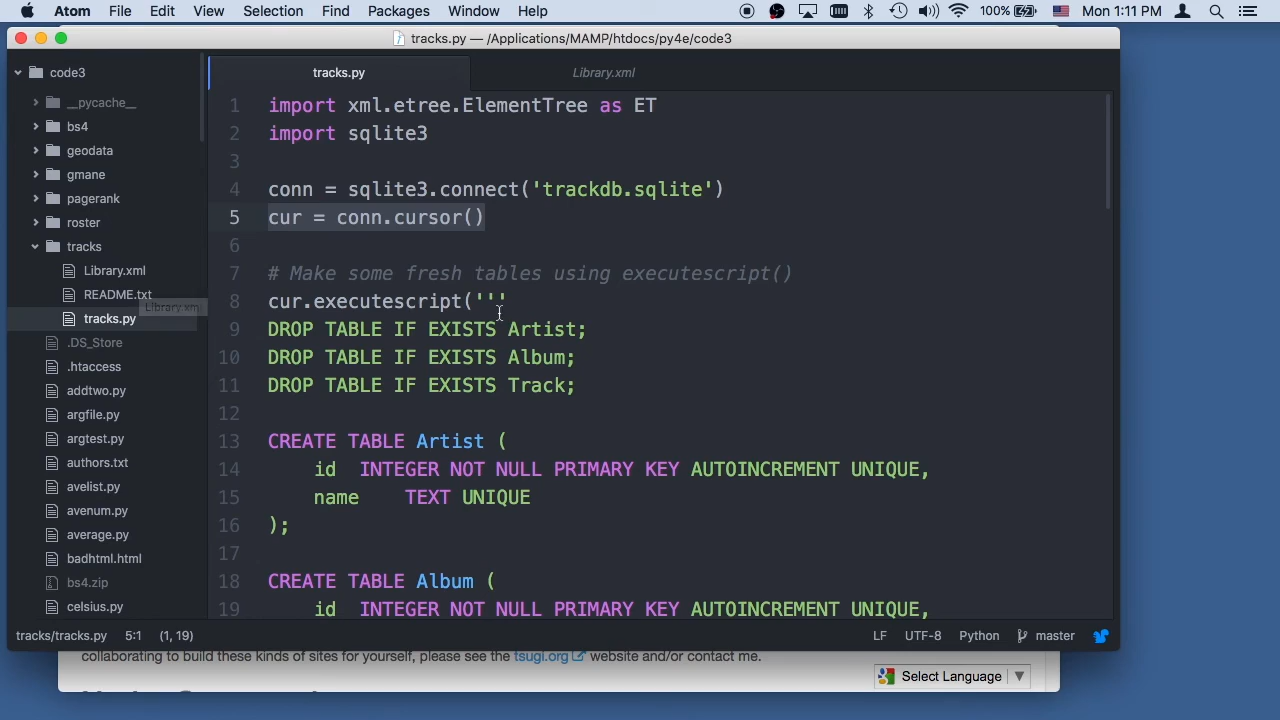 Atom File Edit View Selection Find Packages Window Help 100% Mon 1:11 PM
tracks.py — /Applications/MAMP/htdocs/py4e/code3
code3
__pycache__
bs4
geodata
gmane
pagerank
roster
tracks
Library.xml
README.txt
Library.xml
tracks.py
.DS_Store
.htaccess
addtwo.py
argfile.py
argtest.py
authors.txt
avelist.py
avenum.py
average.py
badhtml.html
bs4.zip
celsius.py
tracks.py Library.xml
1 import xml.etree.ElementTree as ET
2 import sqlite3
3
4 conn = sqlite3.connect('trackdb.sqlite')
5 cur = conn.cursor()
6
7 # Make some fresh tables using executescript()
8 cur.executescript('''
9 DROP TABLE IF EXISTS Artist;
10 DROP TABLE IF EXISTS Album;
11 DROP TABLE IF EXISTS Track;
12
13 CREATE TABLE Artist (
14 id INTEGER NOT NULL PRIMARY KEY AUTOINCREMENT UNIQUE,
15 name TEXT UNIQUE
16 );
17
18 CREATE TABLE Album (
19 id INTEGER NOT NULL PRIMARY KEY AUTOINCREMENT UNIQUE,
tracks/tracks.py 5:1 (1, 19) LF UTF-8 Python master
collaborating to build these kinds of sites for yourself, please see the tsugi.org website and/or contact me.
Select Language ▼